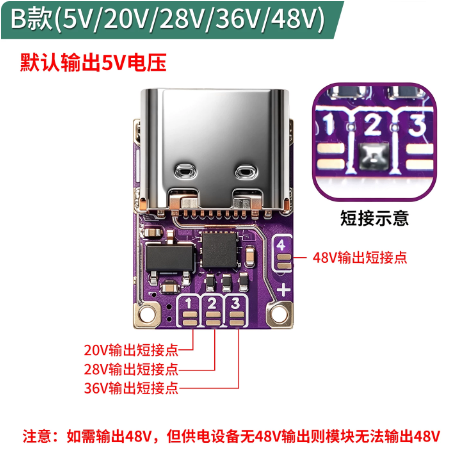 B款(5V/20V/28V/36V/48V)
默认输出5V电压
1 2 3
短接示意
4
48V输出短接点
+
1 2 3
20V输出短接点
28V输出短接点
36V输出短接点
注意：如需输出48V，但供电设备无48V输出则模块无法输出48V